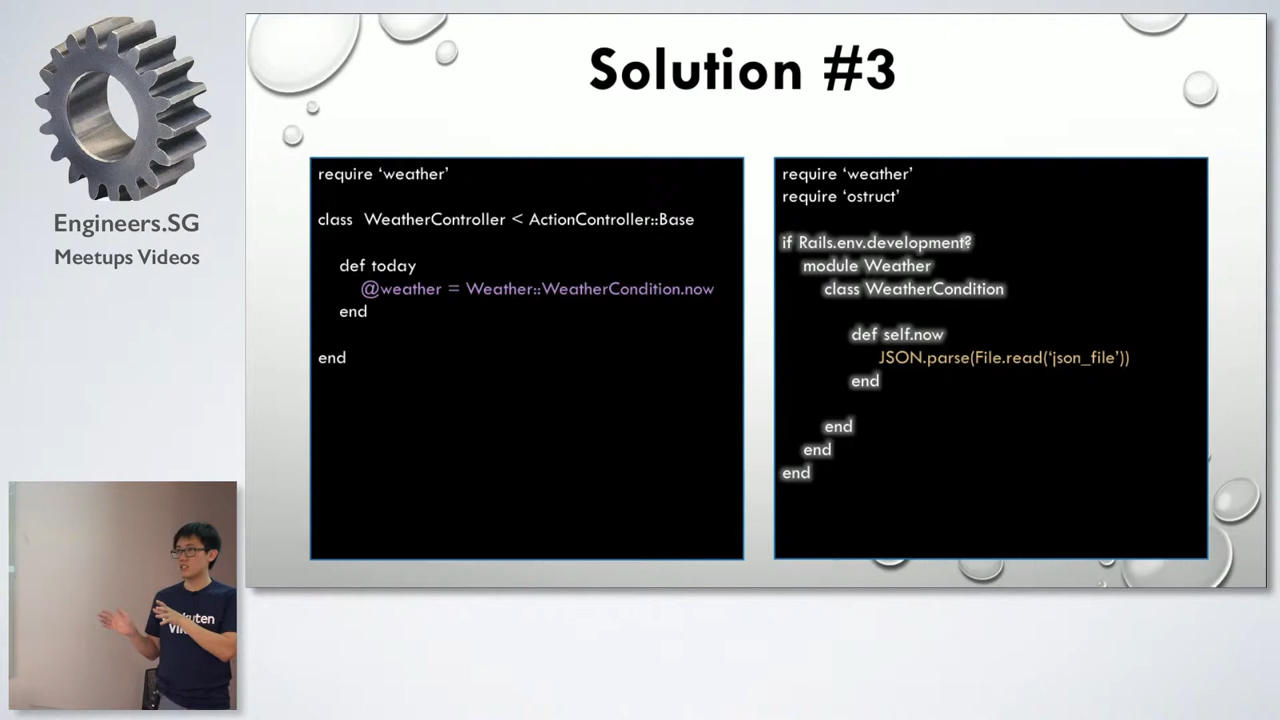 Solution #3
Engineers.SG
Meetups Videos
require ‘weather’
class WeatherController < ActionController::Base
def today
@weather = Weather::WeatherCondition.now
end
end
require ‘weather’
require ‘ostruct’
if Rails.env.development?
module Weather
class WeatherCondition
def self.now
JSON.parse(File.read(‘json_file’))
end
end
end
end